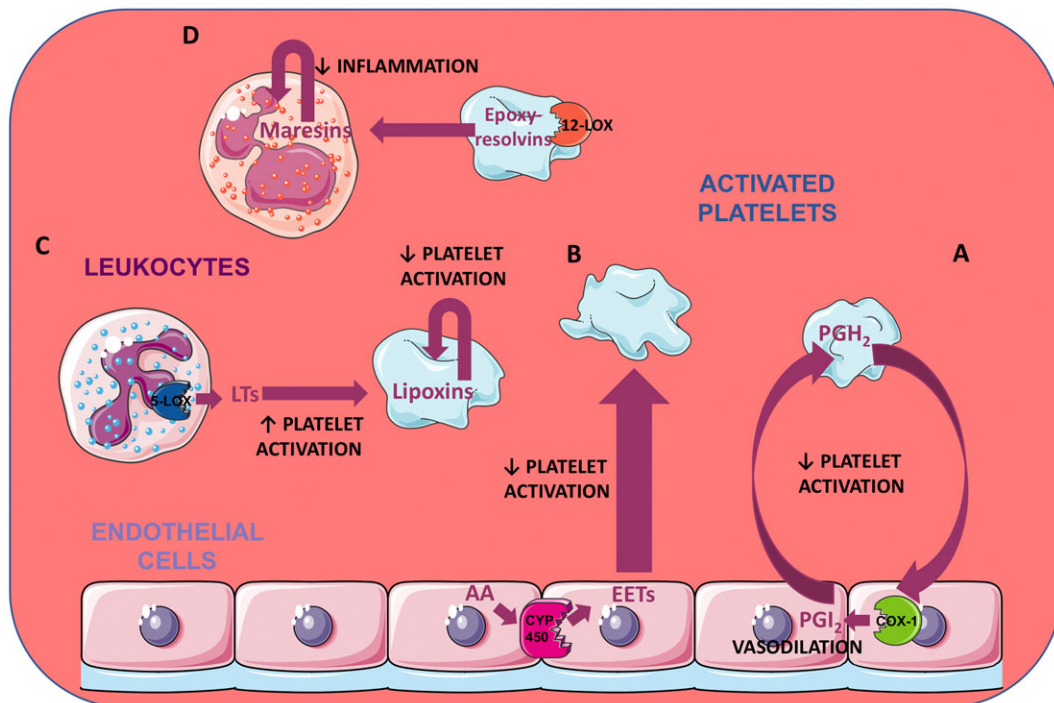 D
↓ INFLAMMATION
Maresins
Epoxy-
resolvins
12-LOX
ACTIVATED
PLATELETS
C
LEUKOCYTES
↓ PLATELET
ACTIVATION
B
A
5-LOX
LTs
↑ PLATELET
ACTIVATION
Lipoxins
PGH₂
↓ PLATELET
ACTIVATION
↓ PLATELET
ACTIVATION
ENDOTHELIAL
CELLS
AA
CYP
450
EETs
PGI₂
COX-1
VASODILATION